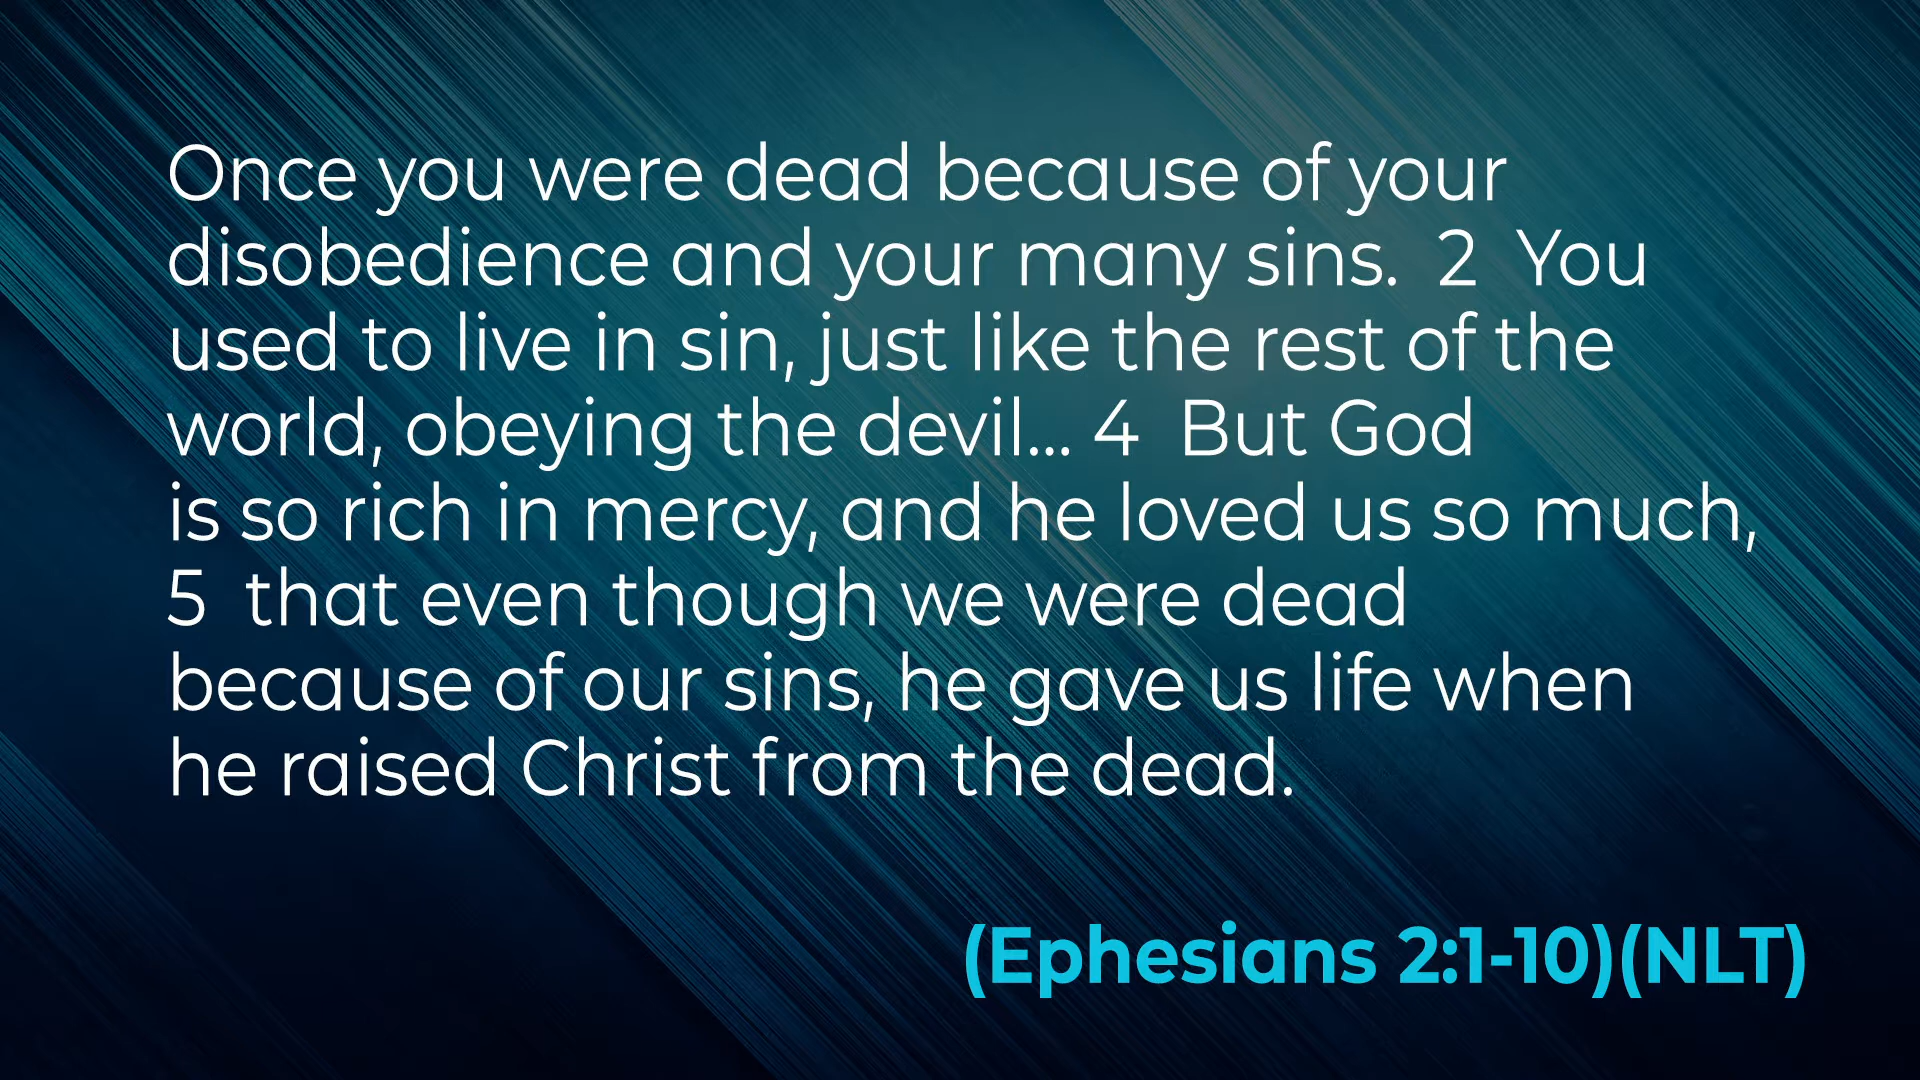 Once you were dead because of your
disobedience and your many sins.  2  You
used to live in sin, just like the rest of the
world, obeying the devil... 4  But God
is so rich in mercy, and he loved us so much,
5  that even though we were dead
because of our sins, he gave us life when
he raised Christ from the dead.
(Ephesians 2:1-10)(NLT)